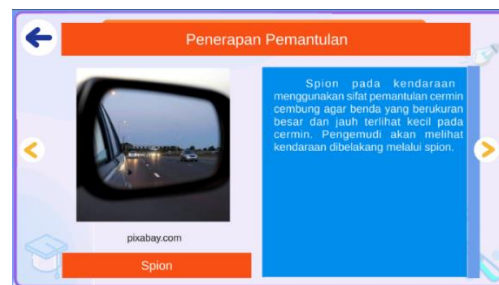 Penerapan Pemantulan
Spion pada kendaraan
menggunakan sifat pemantulan cermin
cembung agar benda yang berukuran
besar dan jauh terlihat kecil pada
cermin. Pengemudi akan melihat
kendaraan dibelakang melalui spion.
pixabay.com
Spion